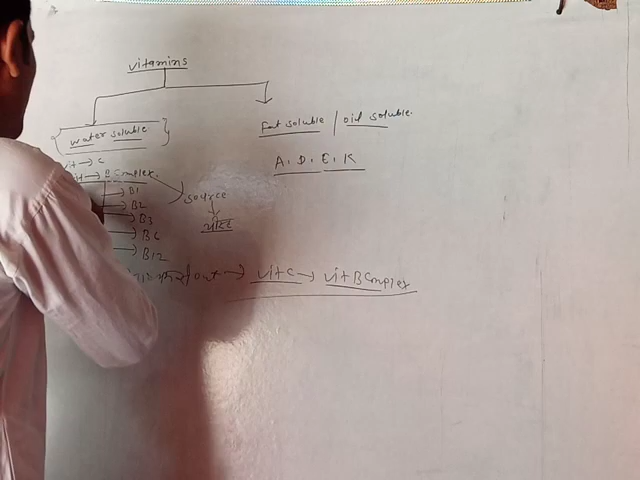 vitamins
water soluble
Fat soluble / oil soluble.
A, D, E, K
vit → C
B complex
B1
B2
B3
B6
B12
source
→ vit C → vit B Complex